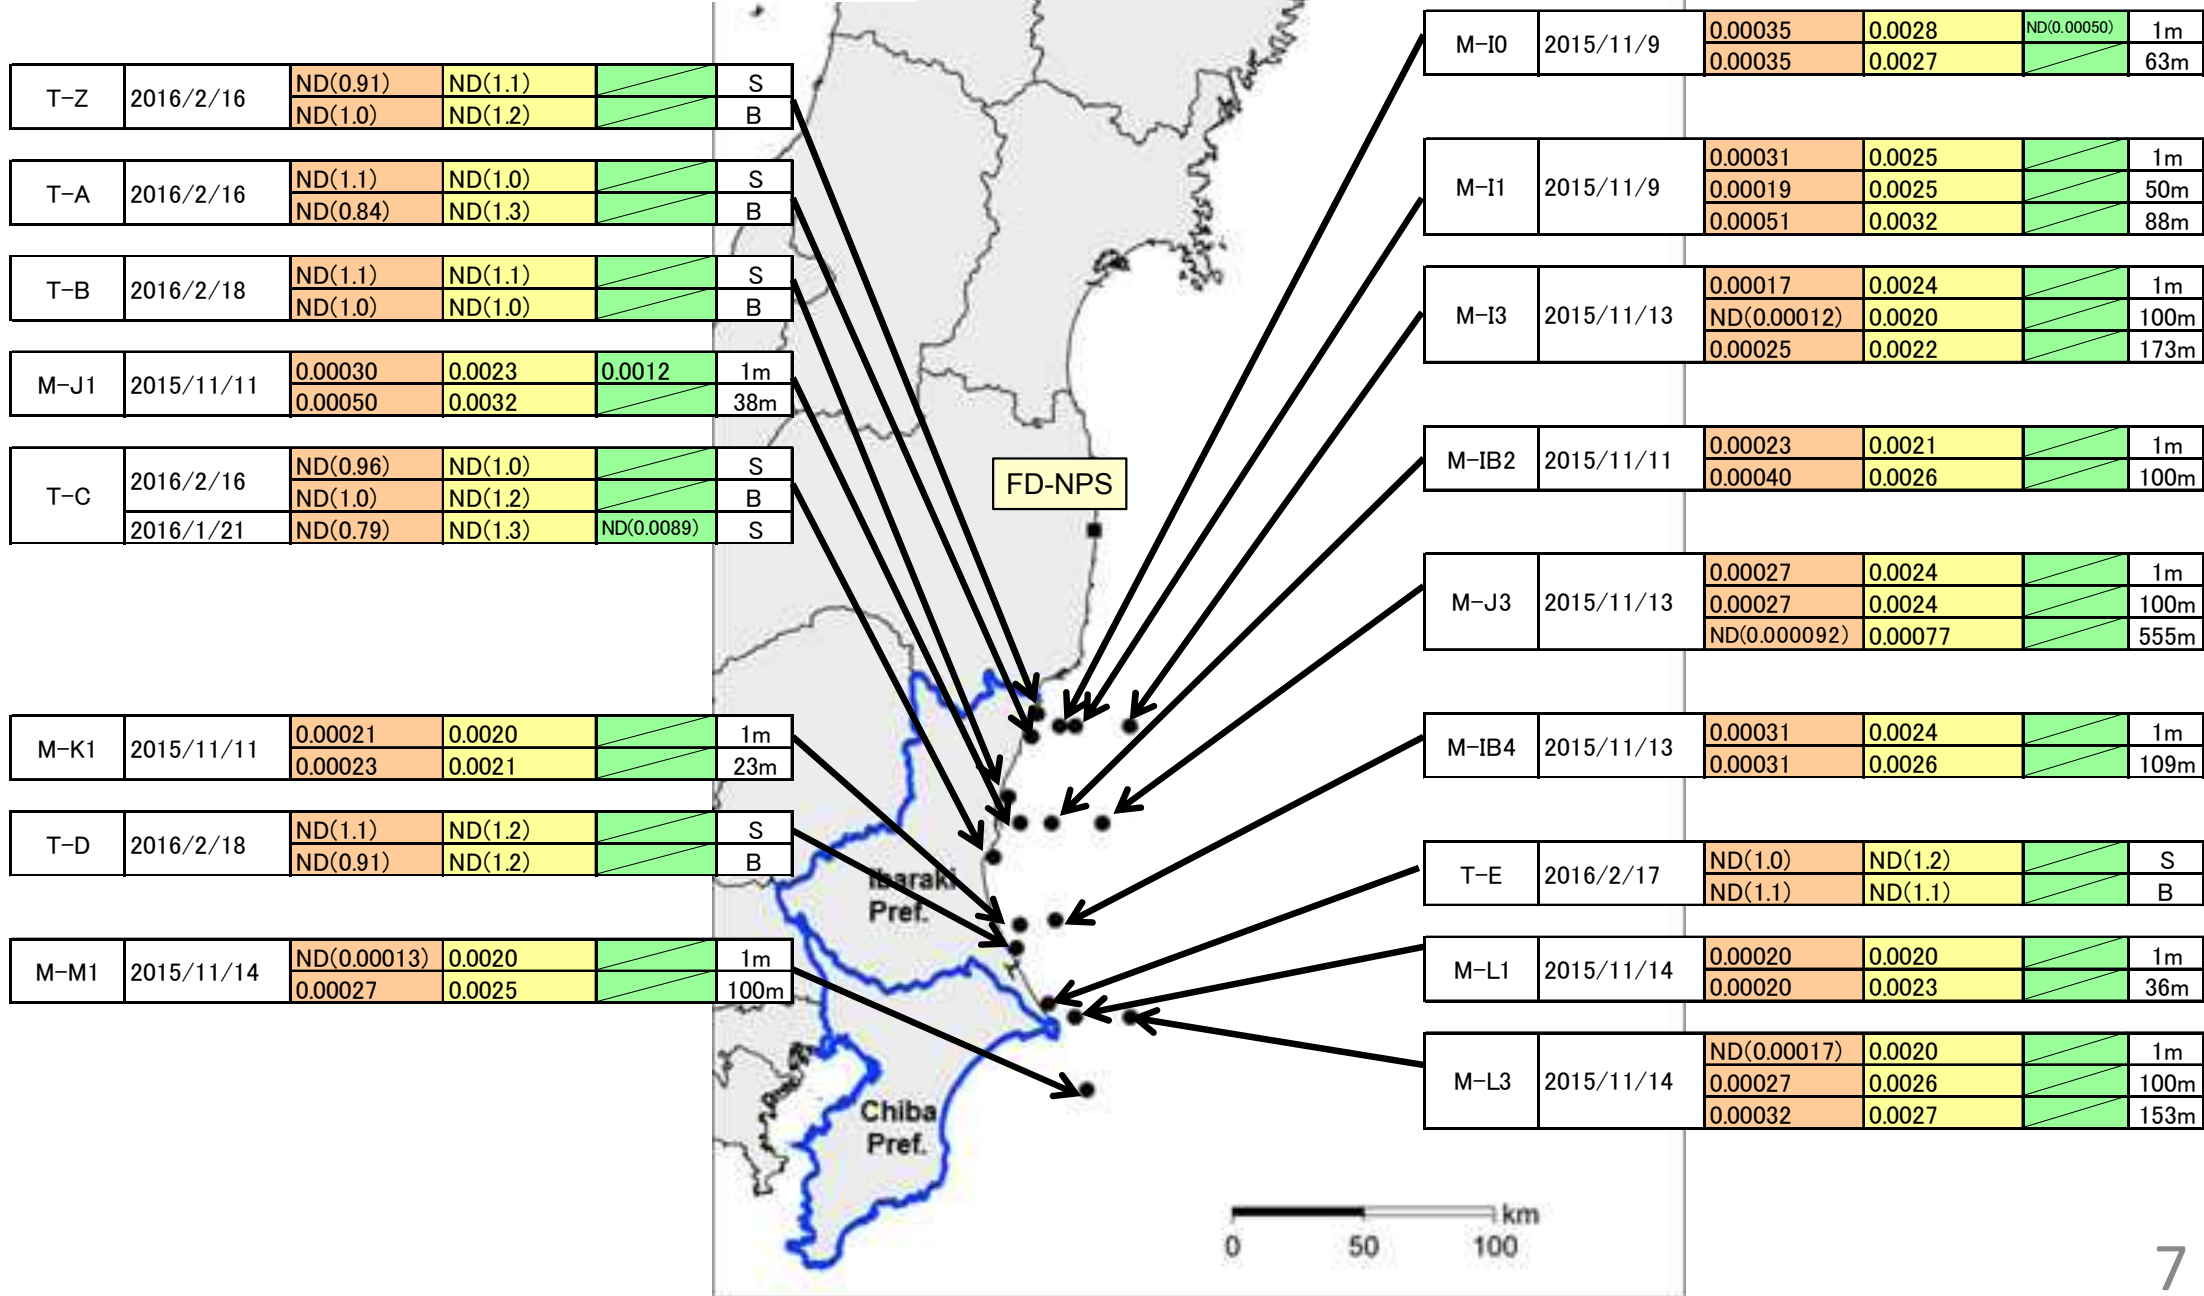 T-Z 2016/2/16 ND(0.91) ND(1.1) S
ND(1.0) ND(1.2) B
T-A 2016/2/16 ND(1.1) ND(1.0) S
ND(0.84) ND(1.3) B
T-B 2016/2/18 ND(1.1) ND(1.1) S
ND(1.0) ND(1.0) B
M-J1 2015/11/11 0.00030 0.0023 0.0012 1m
0.00050 0.0032 38m
T-C 2016/2/16 ND(0.96) ND(1.0) S
ND(1.0) ND(1.2) B
2016/1/21 ND(0.79) ND(1.3) ND(0.0089) S
M-K1 2015/11/11 0.00021 0.0020 1m
0.00023 0.0021 23m
T-D 2016/2/18 ND(1.1) ND(1.2) S
ND(0.91) ND(1.2) B
M-M1 2015/11/14 ND(0.00013) 0.0020 1m
0.00027 0.0025 100m
FD-NPS
Ibaraki
Pref.
Chiba
Pref.
km
0 50 100
M-I0 2015/11/9 0.00035 0.0028 ND(0.00050) 1m
0.00035 0.0027 63m
M-I1 2015/11/9 0.00031 0.0025 1m
0.00019 0.0025 50m
0.00051 0.0032 88m
M-I3 2015/11/13 0.00017 0.0024 1m
ND(0.00012) 0.0020 100m
0.00025 0.0022 173m
M-IB2 2015/11/11 0.00023 0.0021 1m
0.00040 0.0026 100m
M-J3 2015/11/13 0.00027 0.0024 1m
0.00027 0.0024 100m
ND(0.000092) 0.00077 555m
M-IB4 2015/11/13 0.00031 0.0024 1m
0.00031 0.0026 109m
T-E 2016/2/17 ND(1.0) ND(1.2) S
ND(1.1) ND(1.1) B
M-L1 2015/11/14 0.00020 0.0020 1m
0.00020 0.0023 36m
M-L3 2015/11/14 ND(0.00017) 0.0020 1m
0.00027 0.0026 100m
0.00032 0.0027 153m
7